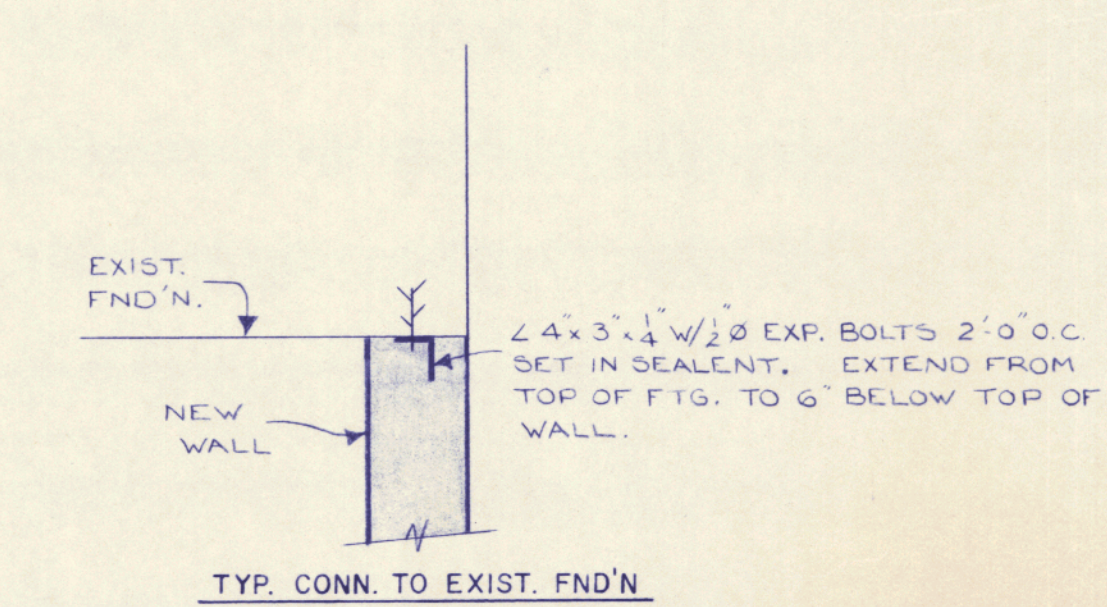 EXIST.
FND'N.
∠ 4"x 3"x 1/4" W/ 1/2"Ø EXP. BOLTS 2'-0" O.C.
SET IN SEALENT. EXTEND FROM
TOP OF FTG. TO 6" BELOW TOP OF
WALL.
NEW
WALL
TYP. CONN. TO EXIST. FND'N